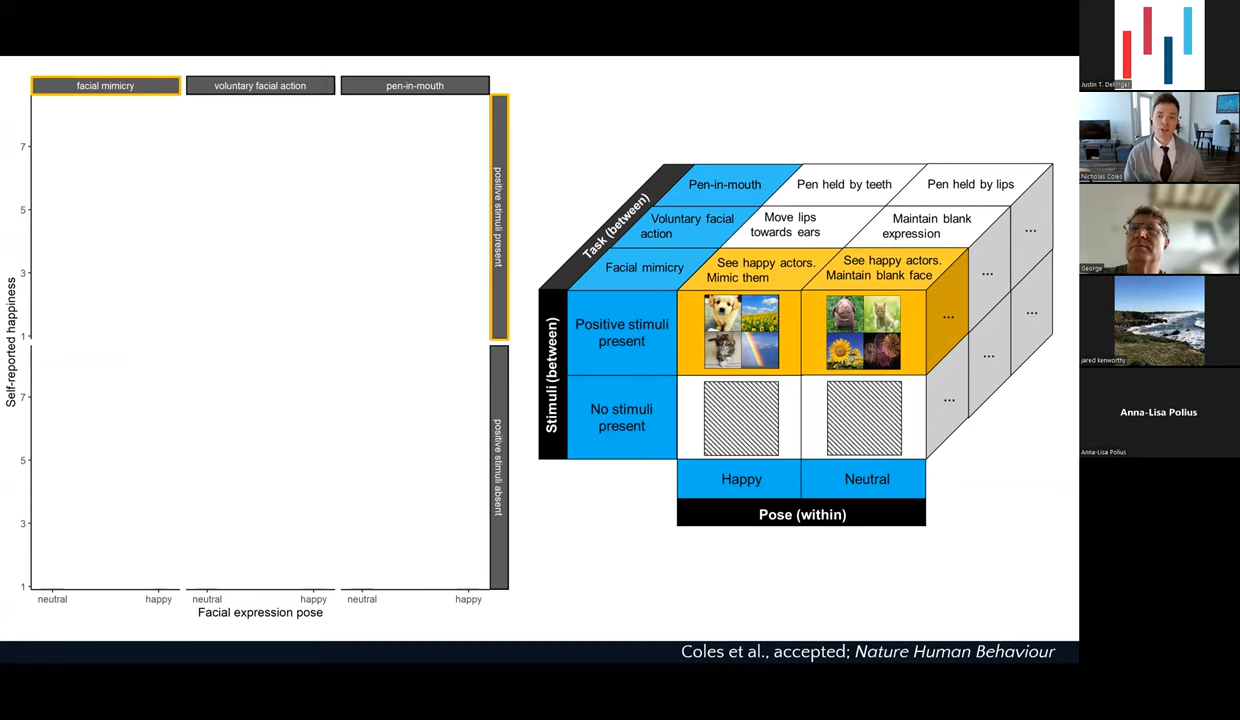 facial mimicry
voluntary facial action
pen-in-mouth
7
5
3
1
positive stimuli present
7
5
3
1
positive stimuli absent
Self-reported happiness
neutral
happy
neutral
happy
neutral
happy
Facial expression pose
Task (between)
Pen-in-mouth
Pen held by teeth
Pen held by lips
Voluntary facial
action
Move lips
towards ears
Maintain blank
expression
...
Facial mimicry
See happy actors.
Mimic them
See happy actors.
Maintain blank face
...
Stimuli (between)
Positive stimuli
present
...
...
No stimuli
present
...
...
Happy
Neutral
Pose (within)
Coles et al., accepted; Nature Human Behaviour
Justin T. Dellinger
Nicholas Coles
George
jared kenworthy
Anna-Lisa Polius
Anna-Lisa Polius